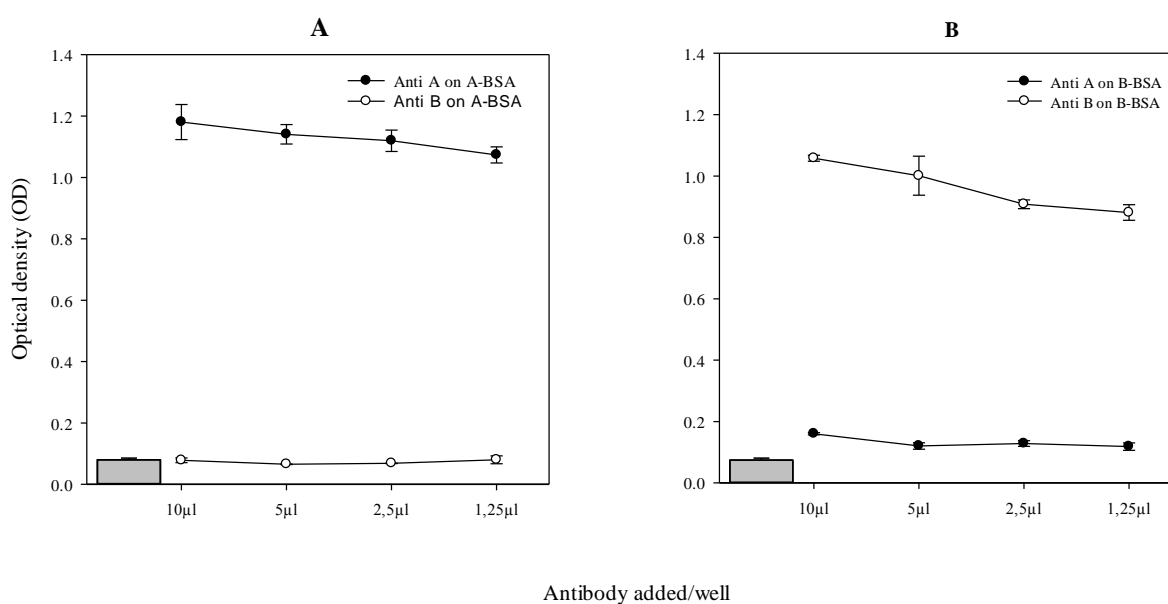 A
1.4
1.2
1.0
0.8
0.6
0.4
0.2
0.0
Optical density (OD)
Anti A on A-BSA
Anti B on A-BSA
10µl
5µl
2,5µl
1,25µl
B
1.4
1.2
1.0
0.8
0.6
0.4
0.2
0.0
Anti A on B-BSA
Anti B on B-BSA
10µl
5µl
2,5µl
1,25µl
Antibody added/well